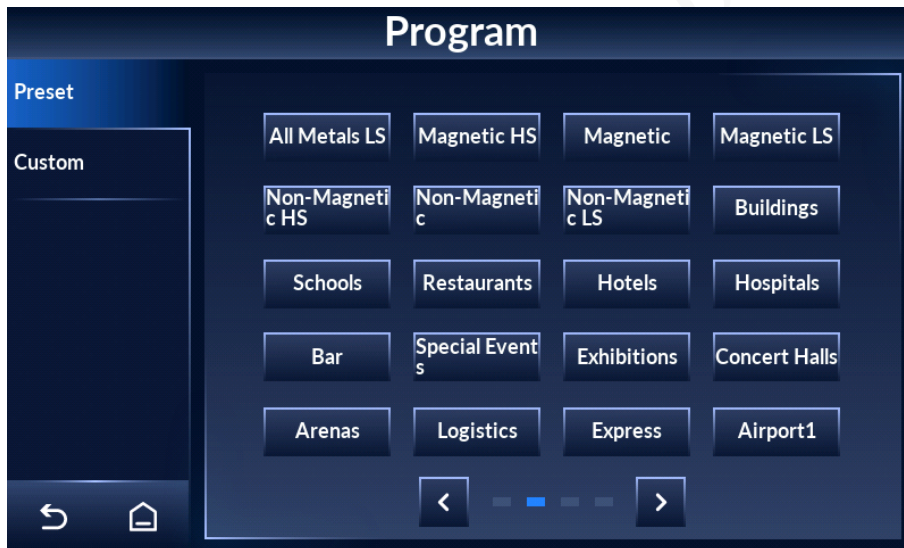 Program
Preset
Custom
All Metals LS
Magnetic HS
Magnetic
Magnetic LS
Non-Magneti
c HS
Non-Magneti
c
Non-Magneti
c LS
Buildings
Schools
Restaurants
Hotels
Hospitals
Bar
Special Event
s
Exhibitions
Concert Halls
Arenas
Logistics
Express
Airport1